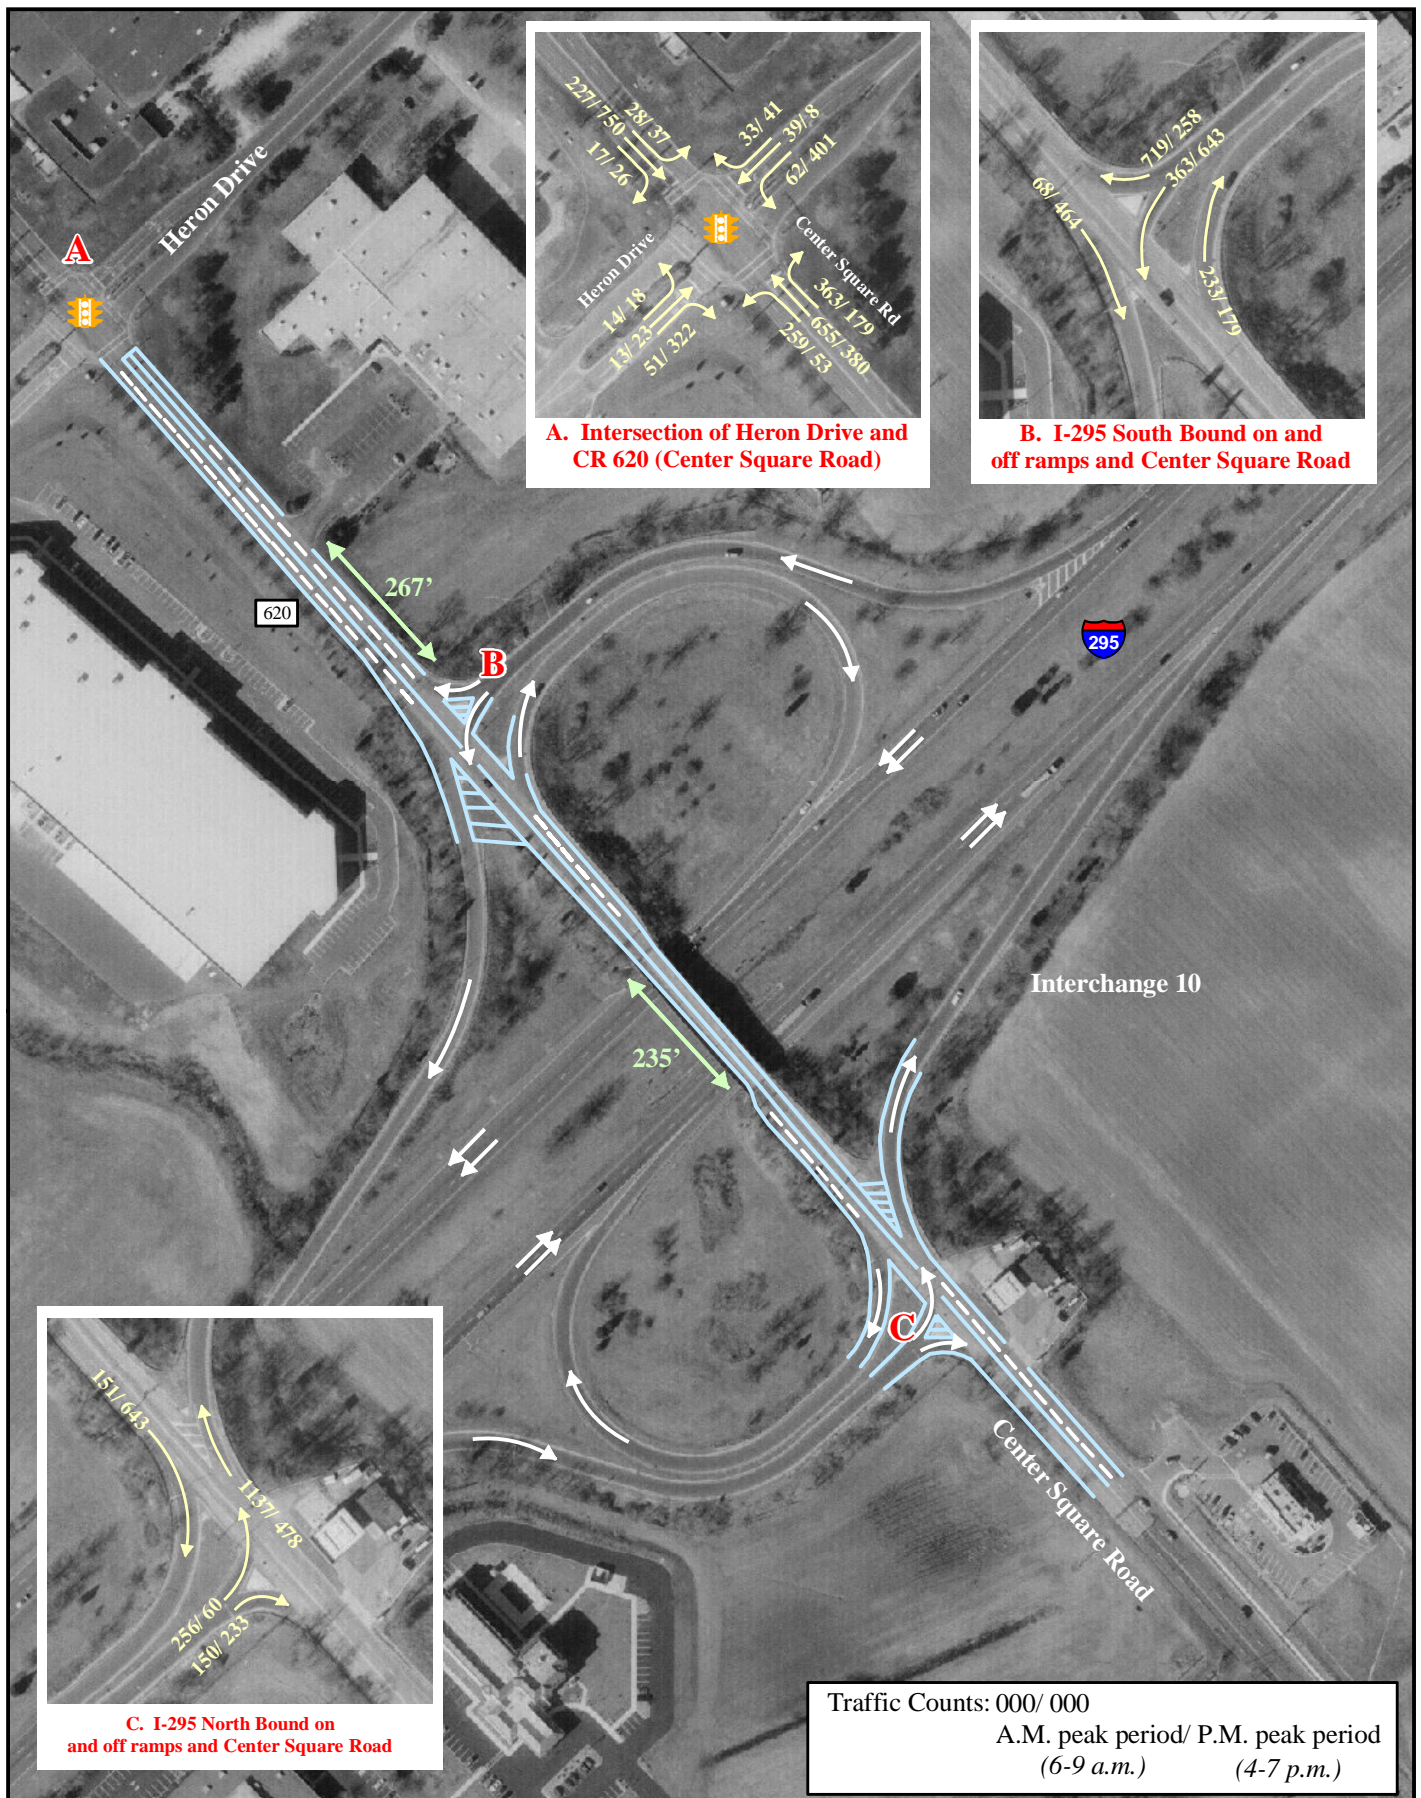 227/750
28/37
17/26
33/ 41
39/ 8
62/ 401
Heron Drive
Center Square Rd
14/ 18
13/ 23
51/ 322
363/ 179
655/ 380
259/ 53
A. Intersection of Heron Drive and
CR 620 (Center Square Road)
719/ 258
363/ 643
68/ 464
233/ 179
B. I-295 South Bound on and
off ramps and Center Square Road
Heron Drive
A
267’
620
B
295
Interchange 10
235’
C
Center Square Road
151/ 643
1137/ 478
256/ 60
150/ 233
C. I-295 North Bound on
and off ramps and Center Square Road
Traffic Counts: 000/ 000
A.M. peak period/ P.M. peak period
(6-9 a.m.) (4-7 p.m.)